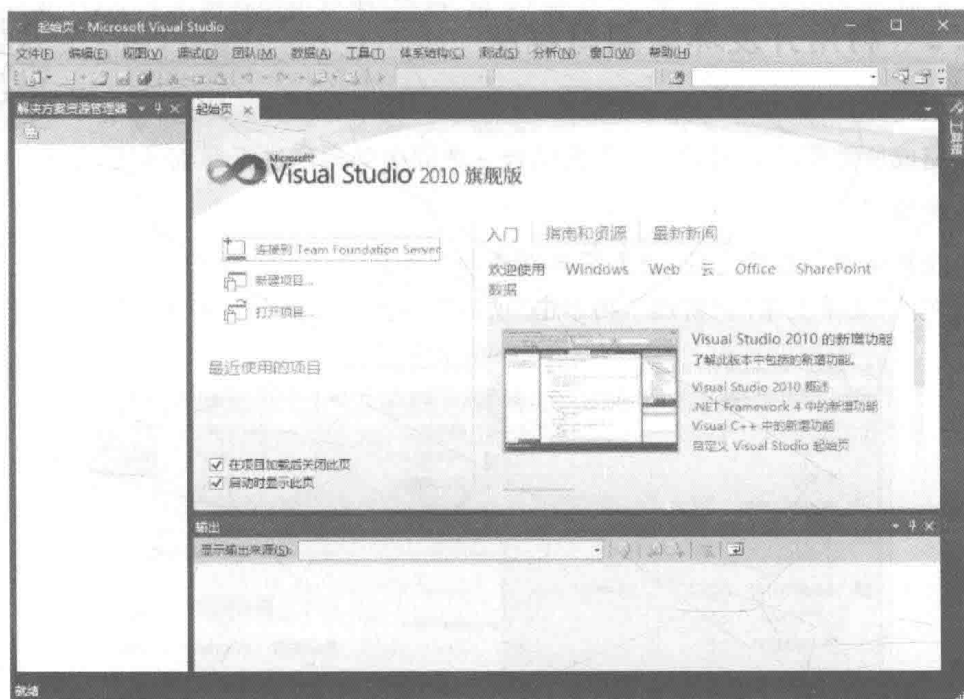 起始页 - Microsoft Visual Studio
文件(F) 编辑(E) 视图(V) 调试(D) 团队(M) 数据(A) 工具(T) 体系结构(C) 测试(S) 分析(N) 窗口(W) 帮助(H)
解决方案资源管理器
起始页
工具箱
Microsoft
Visual Studio 2010 旗舰版
连接到 Team Foundation Server
新建项目...
打开项目...
最近使用的项目
在项目加载后关闭此页
启动时显示此页
入门 指南和资源 最新新闻
欢迎使用 Windows Web 云 Office SharePoint
数据
Visual Studio 2010 的新增功能
了解此版本中包括的新增功能。
Visual Studio 2010 概述
.NET Framework 4 中的新增功能
Visual C++ 中的新增功能
自定义 Visual Studio 起始页
输出
显示输出来源(S):
就绪